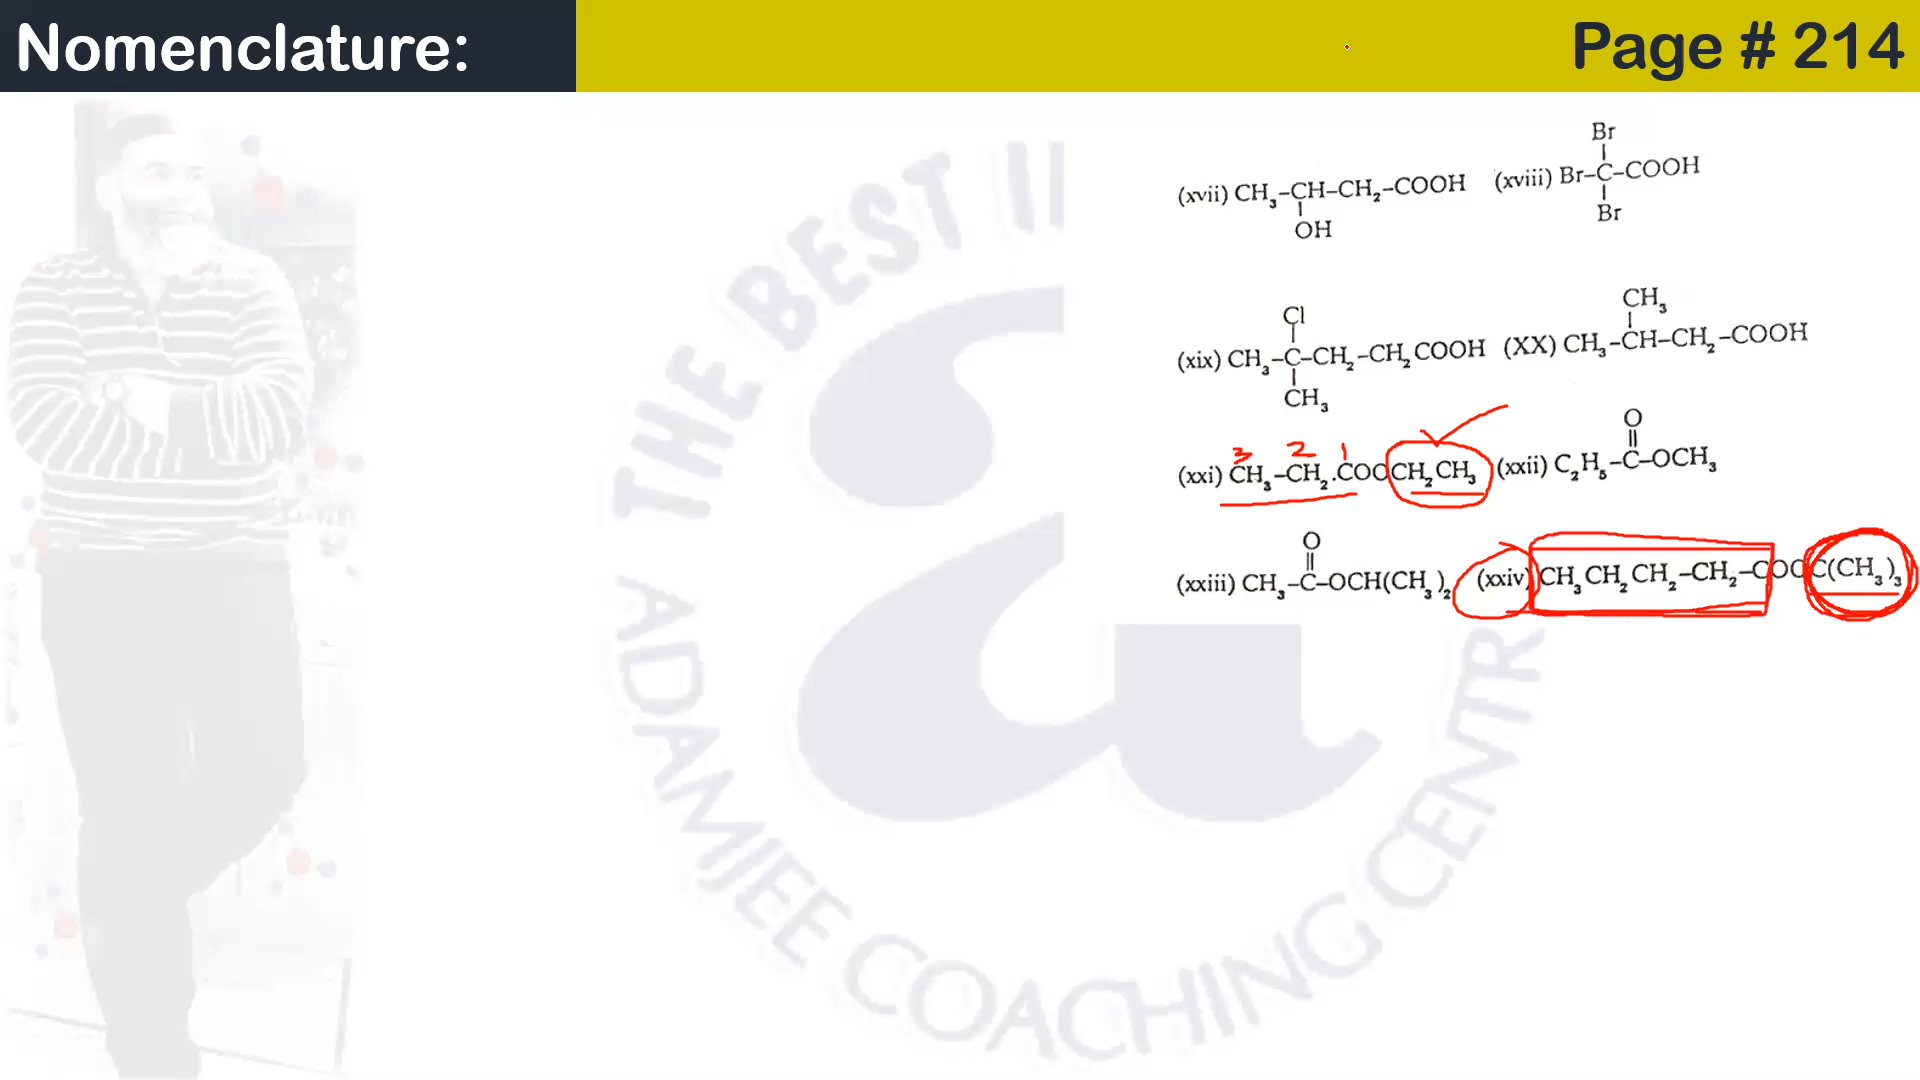 Nomenclature:
Page # 214
Br
(xvii) CH₃–CH–CH₂–COOH (xviii) Br–C–COOH
OH
Br
Cl
CH₃
(xix) CH₃–C–CH₂–CH₂COOH (XX) CH₃–CH–CH₂–COOH
CH₃
O
3 2 1
(xxi) CH₃–CH₂.COOCH₂CH₃ (xxii) C₂H₅–C–OCH₃
O
(xxiii) CH₃–C–OCH(CH₃)₂ (xxiv) CH₃CH₂CH₂–CH₂–COOC(CH₃)₃
THE BEST I
a
ADAMJEE COACHING CENTR